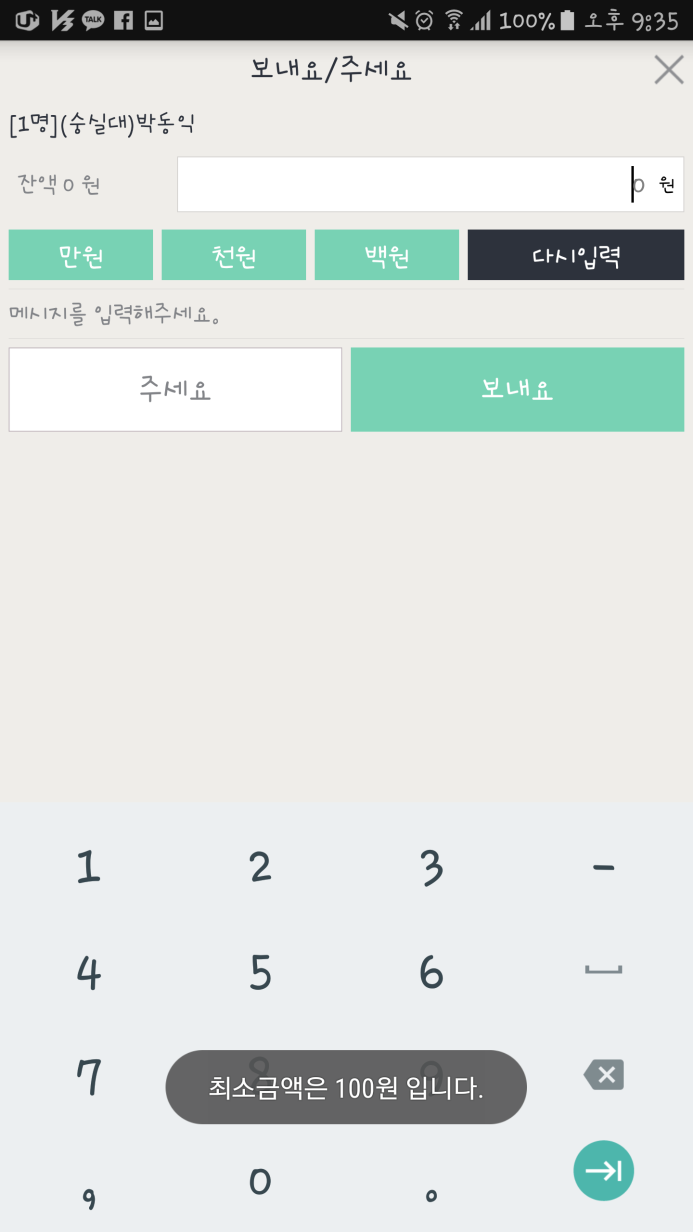 TALK 100% 오후 9:35
보내요/주세요
[1명](숭실대)박동익
잔액 0 원 0 원
만원 천원 백원 다시입력
메시지를 입력해주세요.
주세요 보내요
1 2 3 -
4 5 6
7 8 9
최소금액은 100원 입니다.
, 0 .